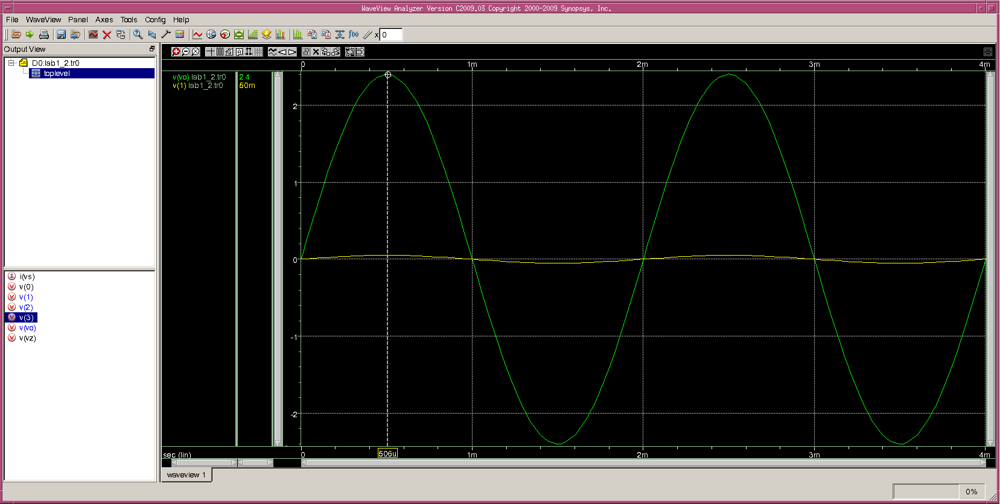 WaveView Analyzer Version C2009.03 Copyright 2000-2009 Synopsys, Inc.
File WaveView Panel Axes Tools Config Help
f(x) x 0
Output View
D0:lab1_2.tr0
toplevel
i(vs)
v(0)
v(1)
v(2)
v(3)
v(vo)
v(vz)
0 1m 2m 3m 4m
v(vo) lab1_2.tr0 2.4
v(1) lab1_2.tr0 50m
2
1
0
-1
-2
sec (lin) 0 506u 1m 2m 3m 4m
waveview 1
0%